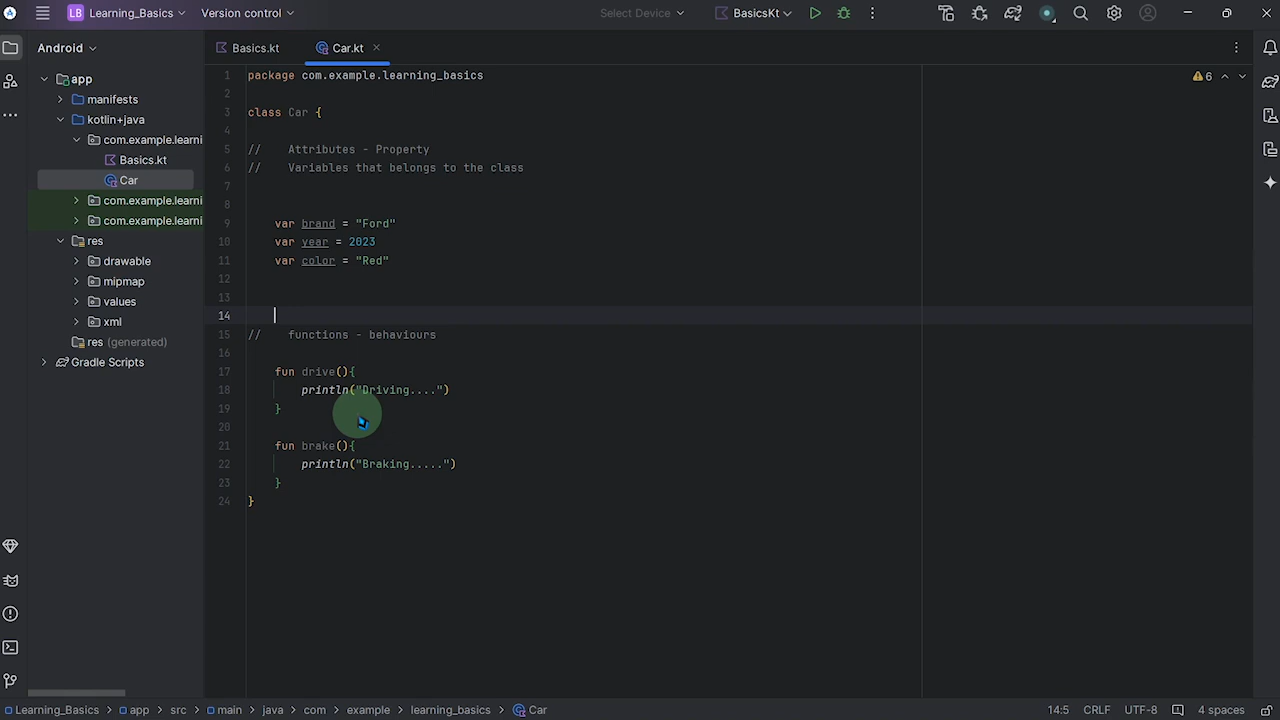 LB Learning_Basics Version control Select Device BasicsKt
Android
Basics.kt Car.kt
app
manifests
kotlin+java
com.example.learni
Basics.kt
Car
com.example.learni
com.example.learni
res
drawable
mipmap
values
xml
res (generated)
Gradle Scripts
6
1 package com.example.learning_basics
2
3 class Car {
4
5 // Attributes - Property
6 // Variables that belongs to the class
7
8
9 var brand = "Ford"
10 var year = 2023
11 var color = "Red"
12
13
14
15 // functions - behaviours
16
17 fun drive(){
18 println("Driving....")
19 }
20
21 fun brake(){
22 println("Braking.....")
23 }
24 }
Learning_Basics app src main java com example learning_basics Car 14:5 CRLF UTF-8 4 spaces